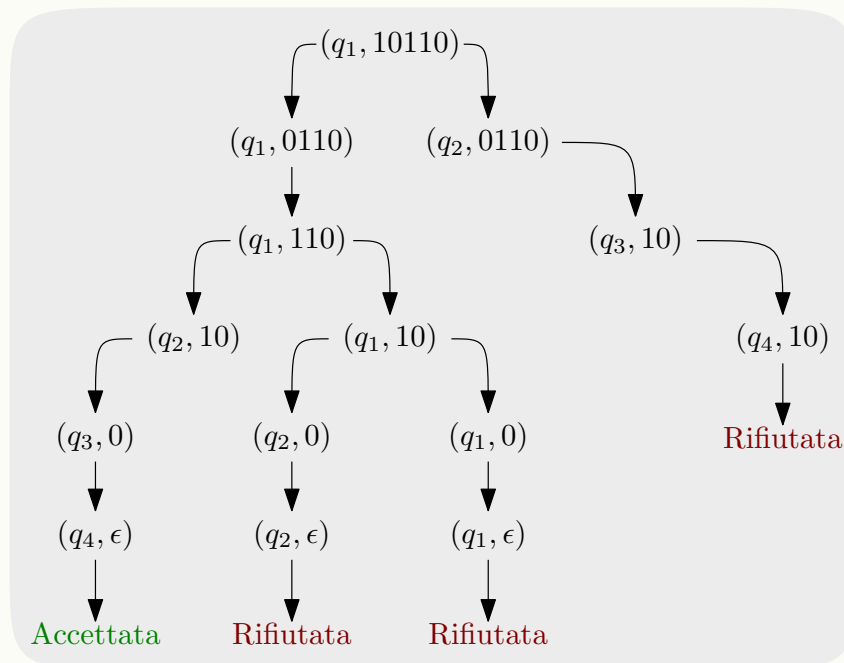 (q₁, 10110)
(q₁, 0110) (q₂, 0110)
(q₁, 110) (q₃, 10)
(q₂, 10) (q₁, 10) (q₄, 10)
(q₃, 0) (q₂, 0) (q₁, 0) Rifiutata
(q₄, ϵ) (q₂, ϵ) (q₁, ϵ)
Accettata Rifiutata Rifiutata